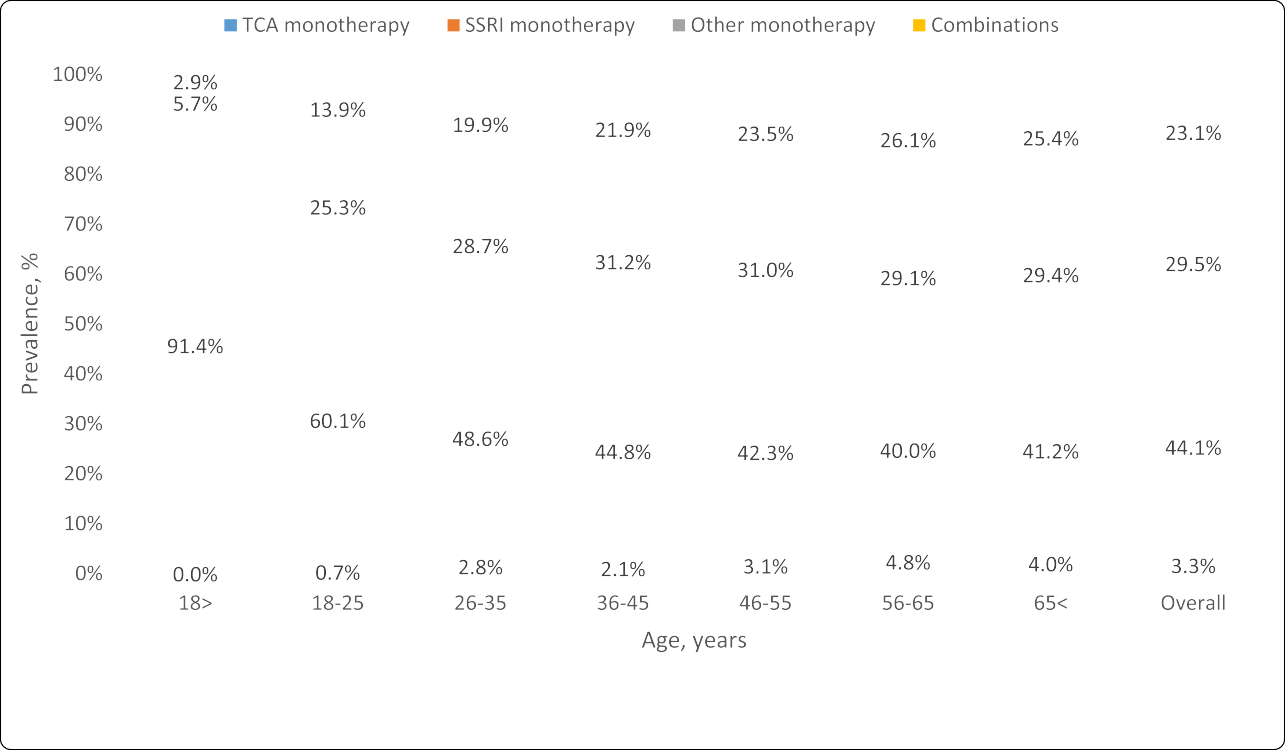 TCA monotherapy SSRI monotherapy Other monotherapy Combinations
100%
90%
80%
70%
60%
50%
40%
30%
20%
10%
0%
Prevalence, %
2.9%
5.7% 13.9% 19.9% 21.9% 23.5% 26.1% 25.4% 23.1%
25.3% 28.7% 31.2% 31.0% 29.1% 29.4% 29.5%
91.4% 60.1% 48.6% 44.8% 42.3% 40.0% 41.2% 44.1%
0.0% 0.7% 2.8% 2.1% 3.1% 4.8% 4.0% 3.3%
18> 18-25 26-35 36-45 46-55 56-65 65< Overall
Age, years